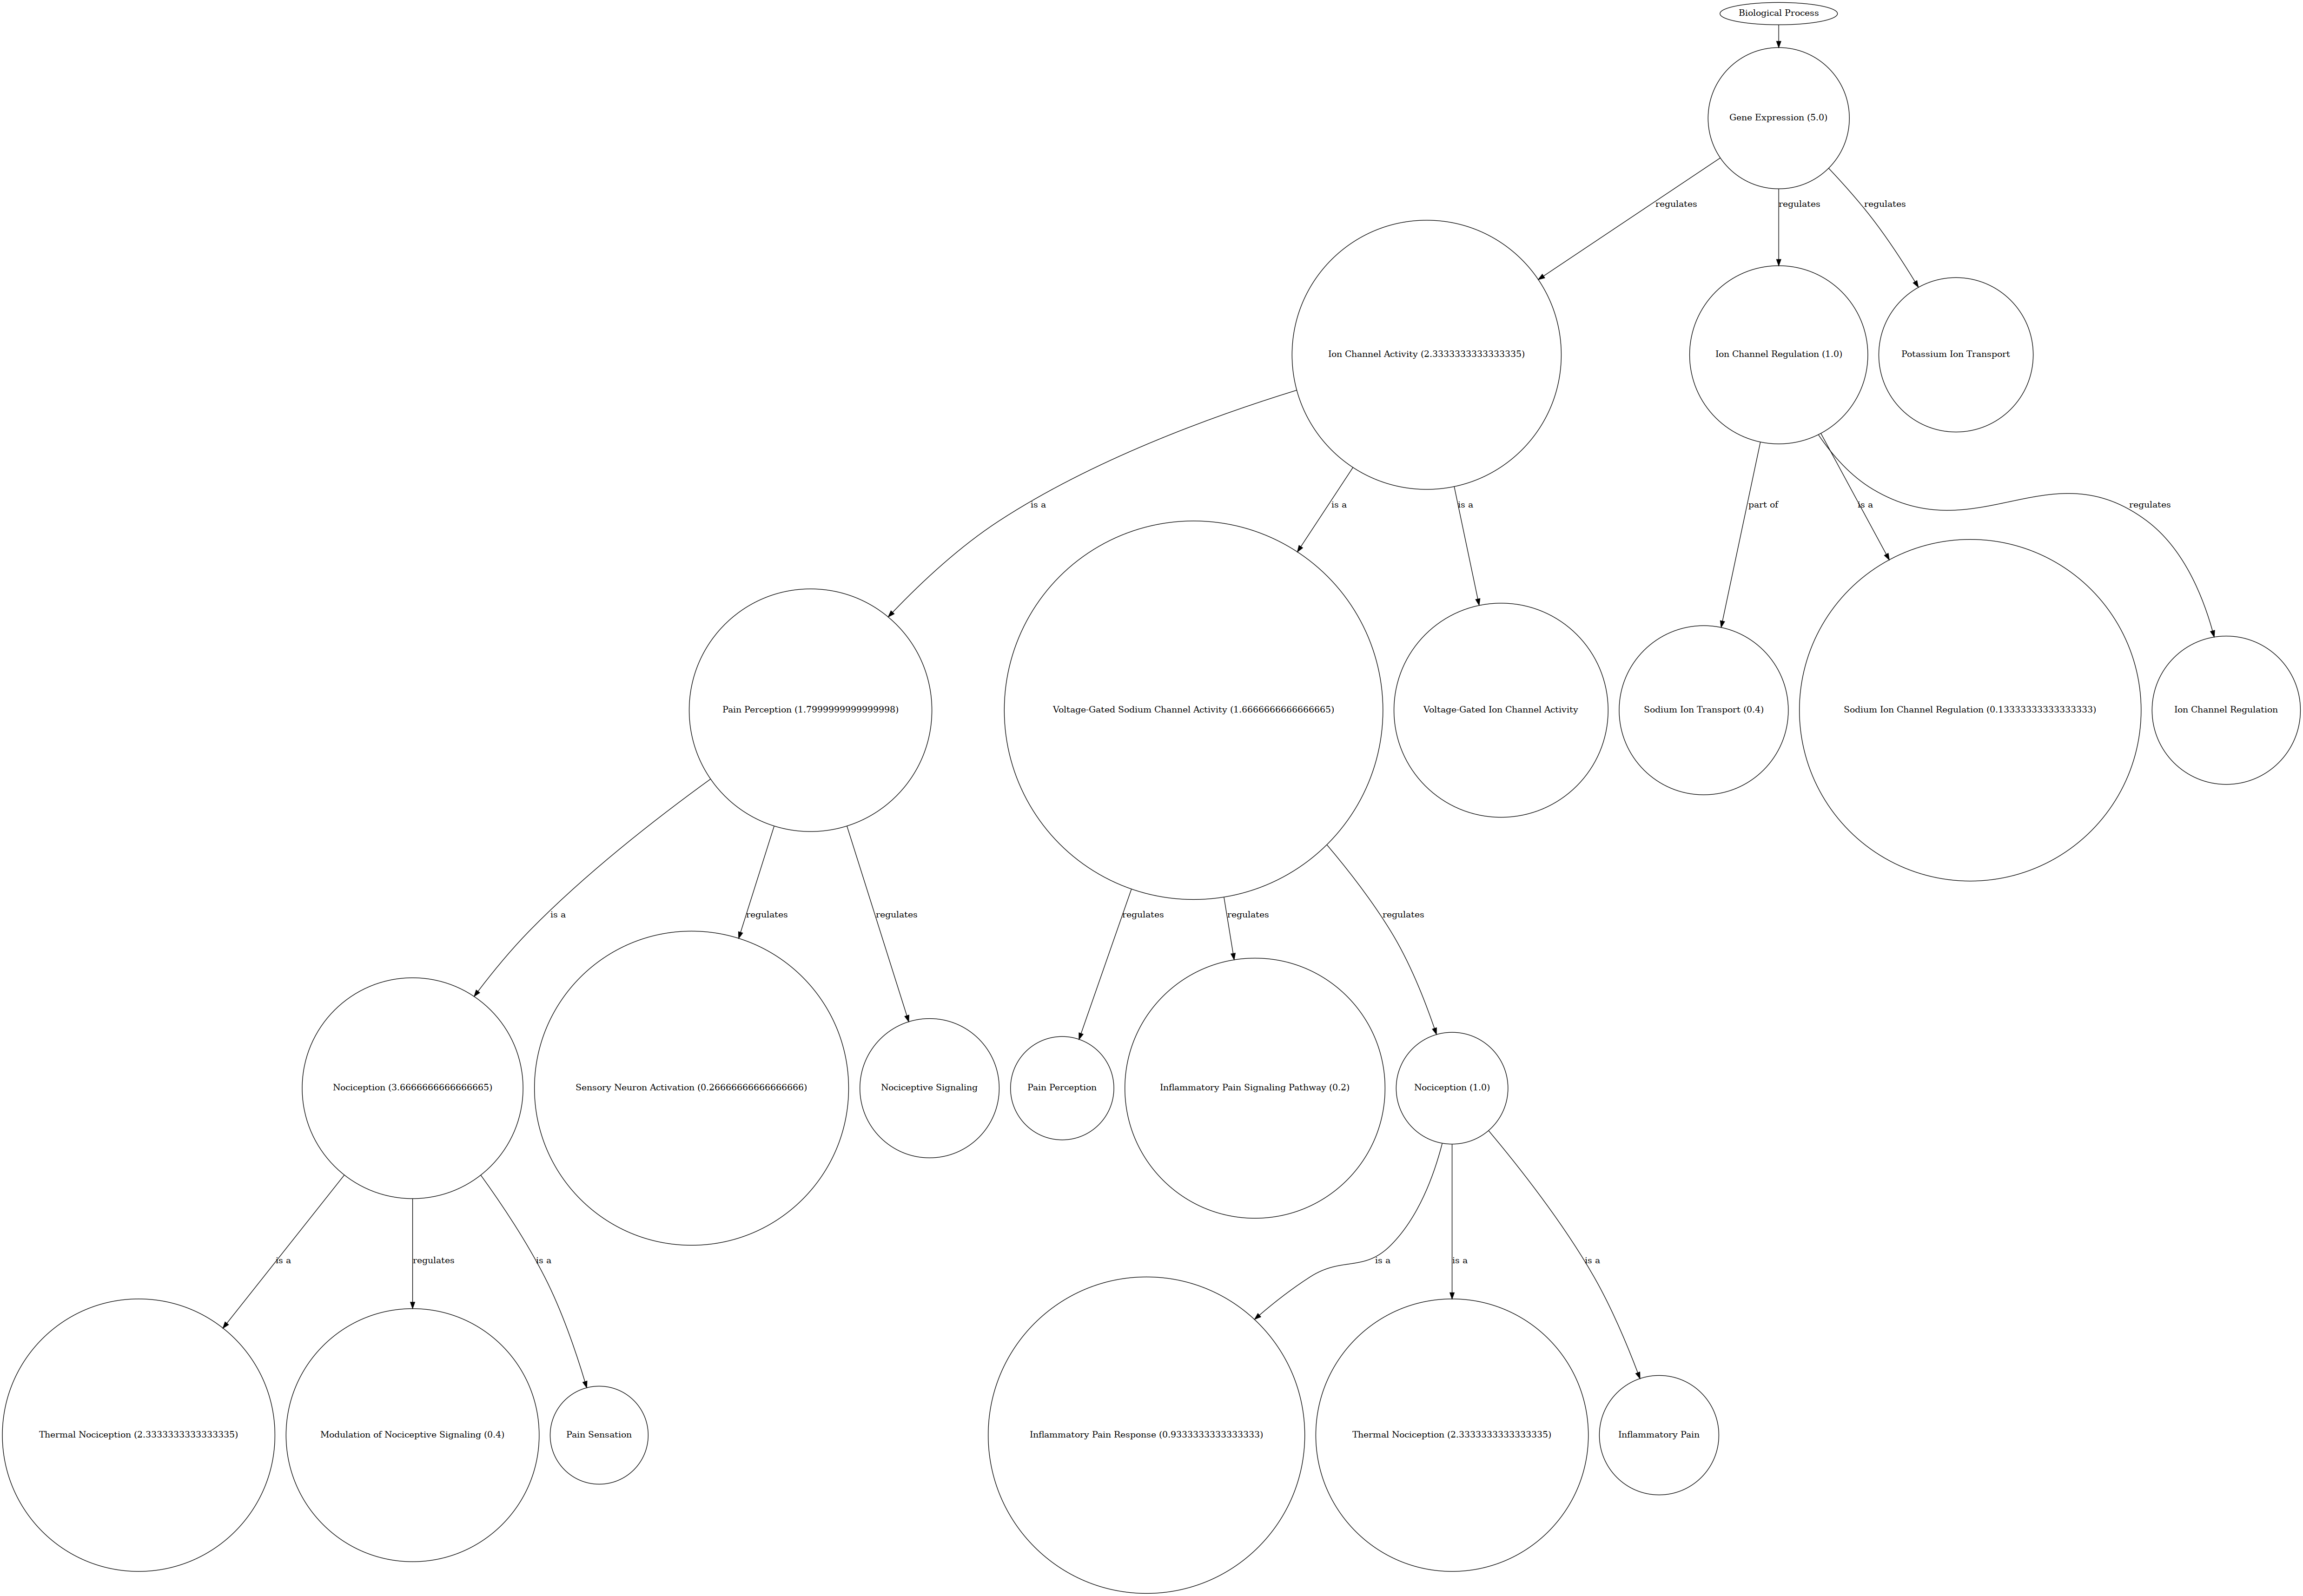 Biological Process
Gene Expression (5.0)
regulates
regulates
regulates
Ion Channel Activity (2.3333333333333335)
Ion Channel Regulation (1.0)
Potassium Ion Transport
is a
is a
is a
part of
is a
regulates
Pain Perception (1.7999999999999998)
Voltage-Gated Sodium Channel Activity (1.6666666666666665)
Voltage-Gated Ion Channel Activity
Sodium Ion Transport (0.4)
Sodium Ion Channel Regulation (0.13333333333333333)
Ion Channel Regulation
is a
regulates
regulates
regulates
regulates
regulates
Nociception (3.6666666666666665)
Sensory Neuron Activation (0.26666666666666666)
Nociceptive Signaling
Pain Perception
Inflammatory Pain Signaling Pathway (0.2)
Nociception (1.0)
is a
regulates
is a
is a
is a
is a
Thermal Nociception (2.3333333333333335)
Modulation of Nociceptive Signaling (0.4)
Pain Sensation
Inflammatory Pain Response (0.9333333333333333)
Thermal Nociception (2.3333333333333335)
Inflammatory Pain